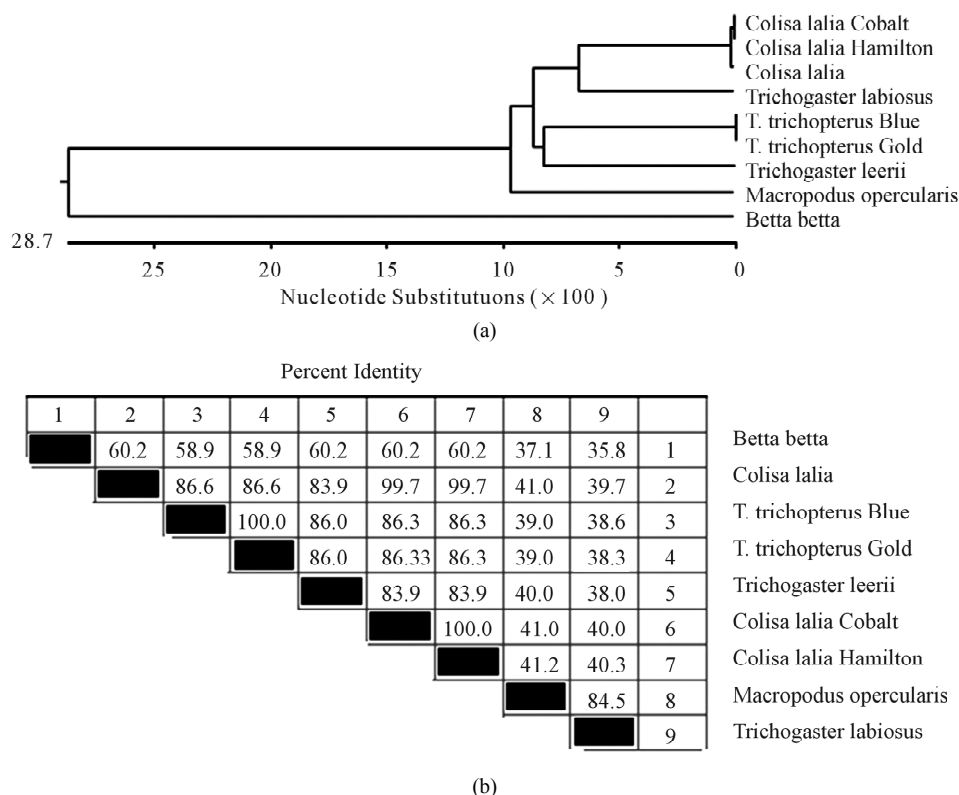 Colisa lalia Cobalt
Colisa lalia Hamilton
Colisa lalia
Trichogaster labiosus
T. trichopterus Blue
T. trichopterus Gold
Trichogaster leerii
Macropodus opercularis
Betta betta
28.7
25 20 15 10 5 0
Nucleotide Substitutuons (×100 )
(a)
Percent Identity
1 2 3 4 5 6 7 8 9
60.2 58.9 58.9 60.2 60.2 60.2 37.1 35.8 1 Betta betta
86.6 86.6 83.9 99.7 99.7 41.0 39.7 2 Colisa lalia
100.0 86.0 86.3 86.3 39.0 38.6 3 T. trichopterus Blue
86.0 86.33 86.3 39.0 38.3 4 T. trichopterus Gold
83.9 83.9 40.0 38.0 5 Trichogaster leerii
100.0 41.0 40.0 6 Colisa lalia Cobalt
41.2 40.3 7 Colisa lalia Hamilton
84.5 8 Macropodus opercularis
9 Trichogaster labiosus
(b)